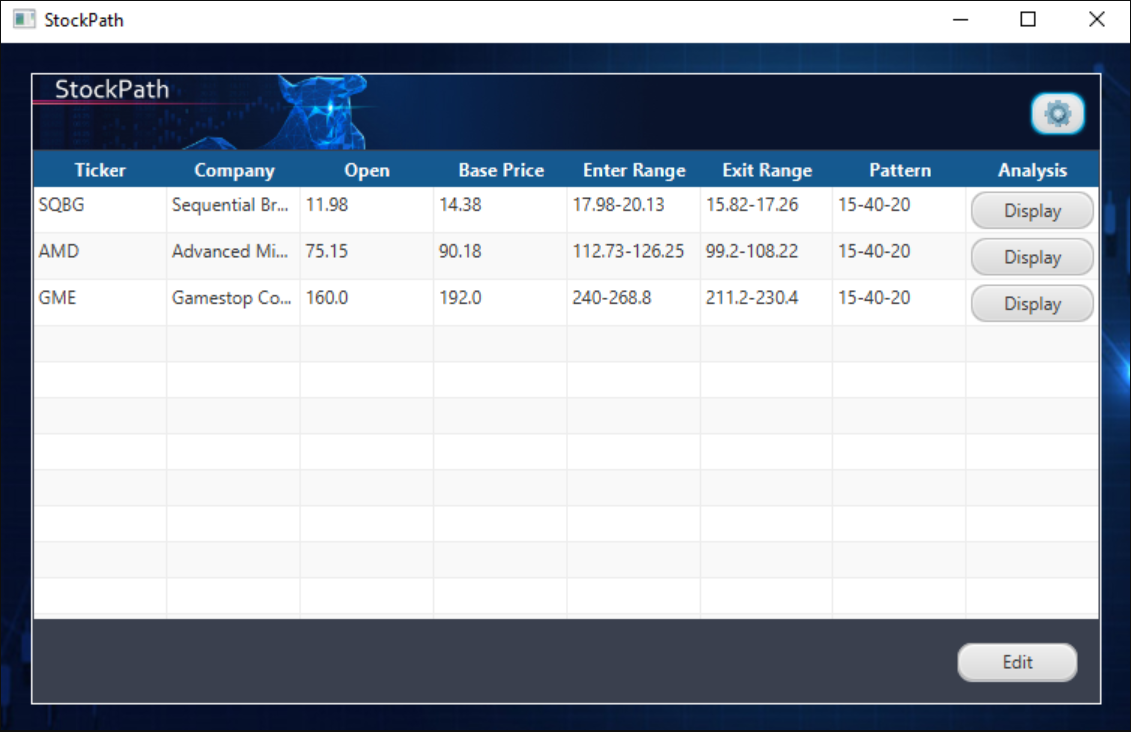 StockPath
StockPath
Ticker Company Open Base Price Enter Range Exit Range Pattern Analysis
SQBG Sequential Br... 11.98 14.38 17.98-20.13 15.82-17.26 15-40-20 Display
AMD Advanced Mi... 75.15 90.18 112.73-126.25 99.2-108.22 15-40-20 Display
GME Gamestop Co... 160.0 192.0 240-268.8 211.2-230.4 15-40-20 Display
Edit